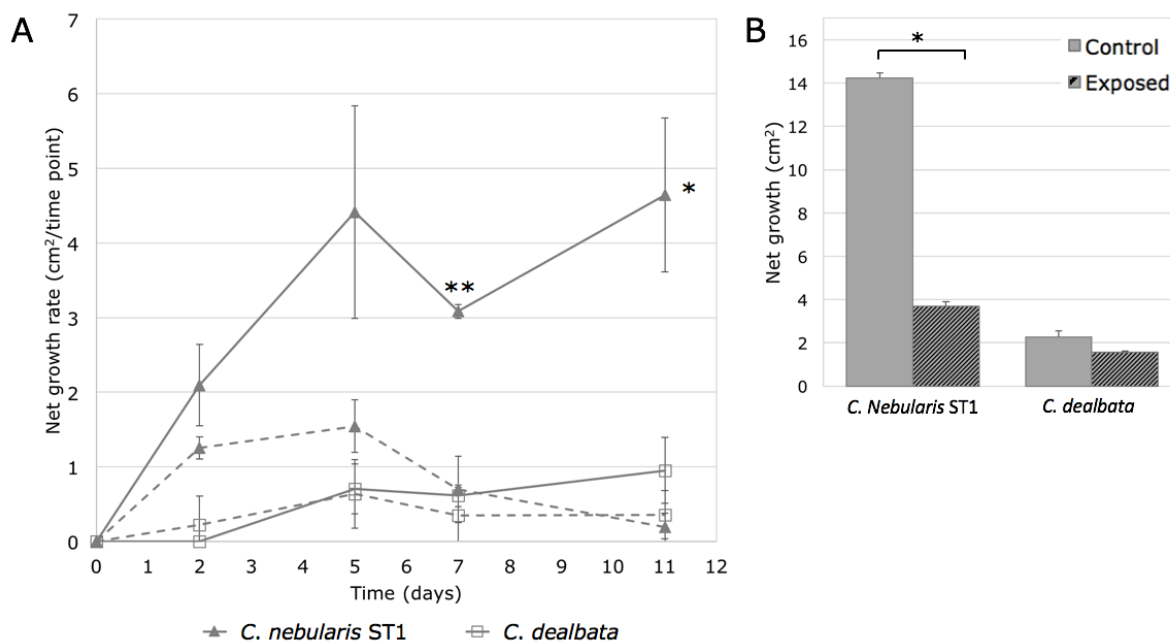 A
7
6
5
4
3
2
1
0
Net growth rate (cm²/time point)
**
*
0 1 2 3 4 5 6 7 8 9 10 11 12
Time (days)
C. nebularis ST1 C. dealbata
B
16
14
12
10
8
6
4
2
0
Net growth (cm²)
*
Control
Exposed
C. Nebularis ST1 C. dealbata